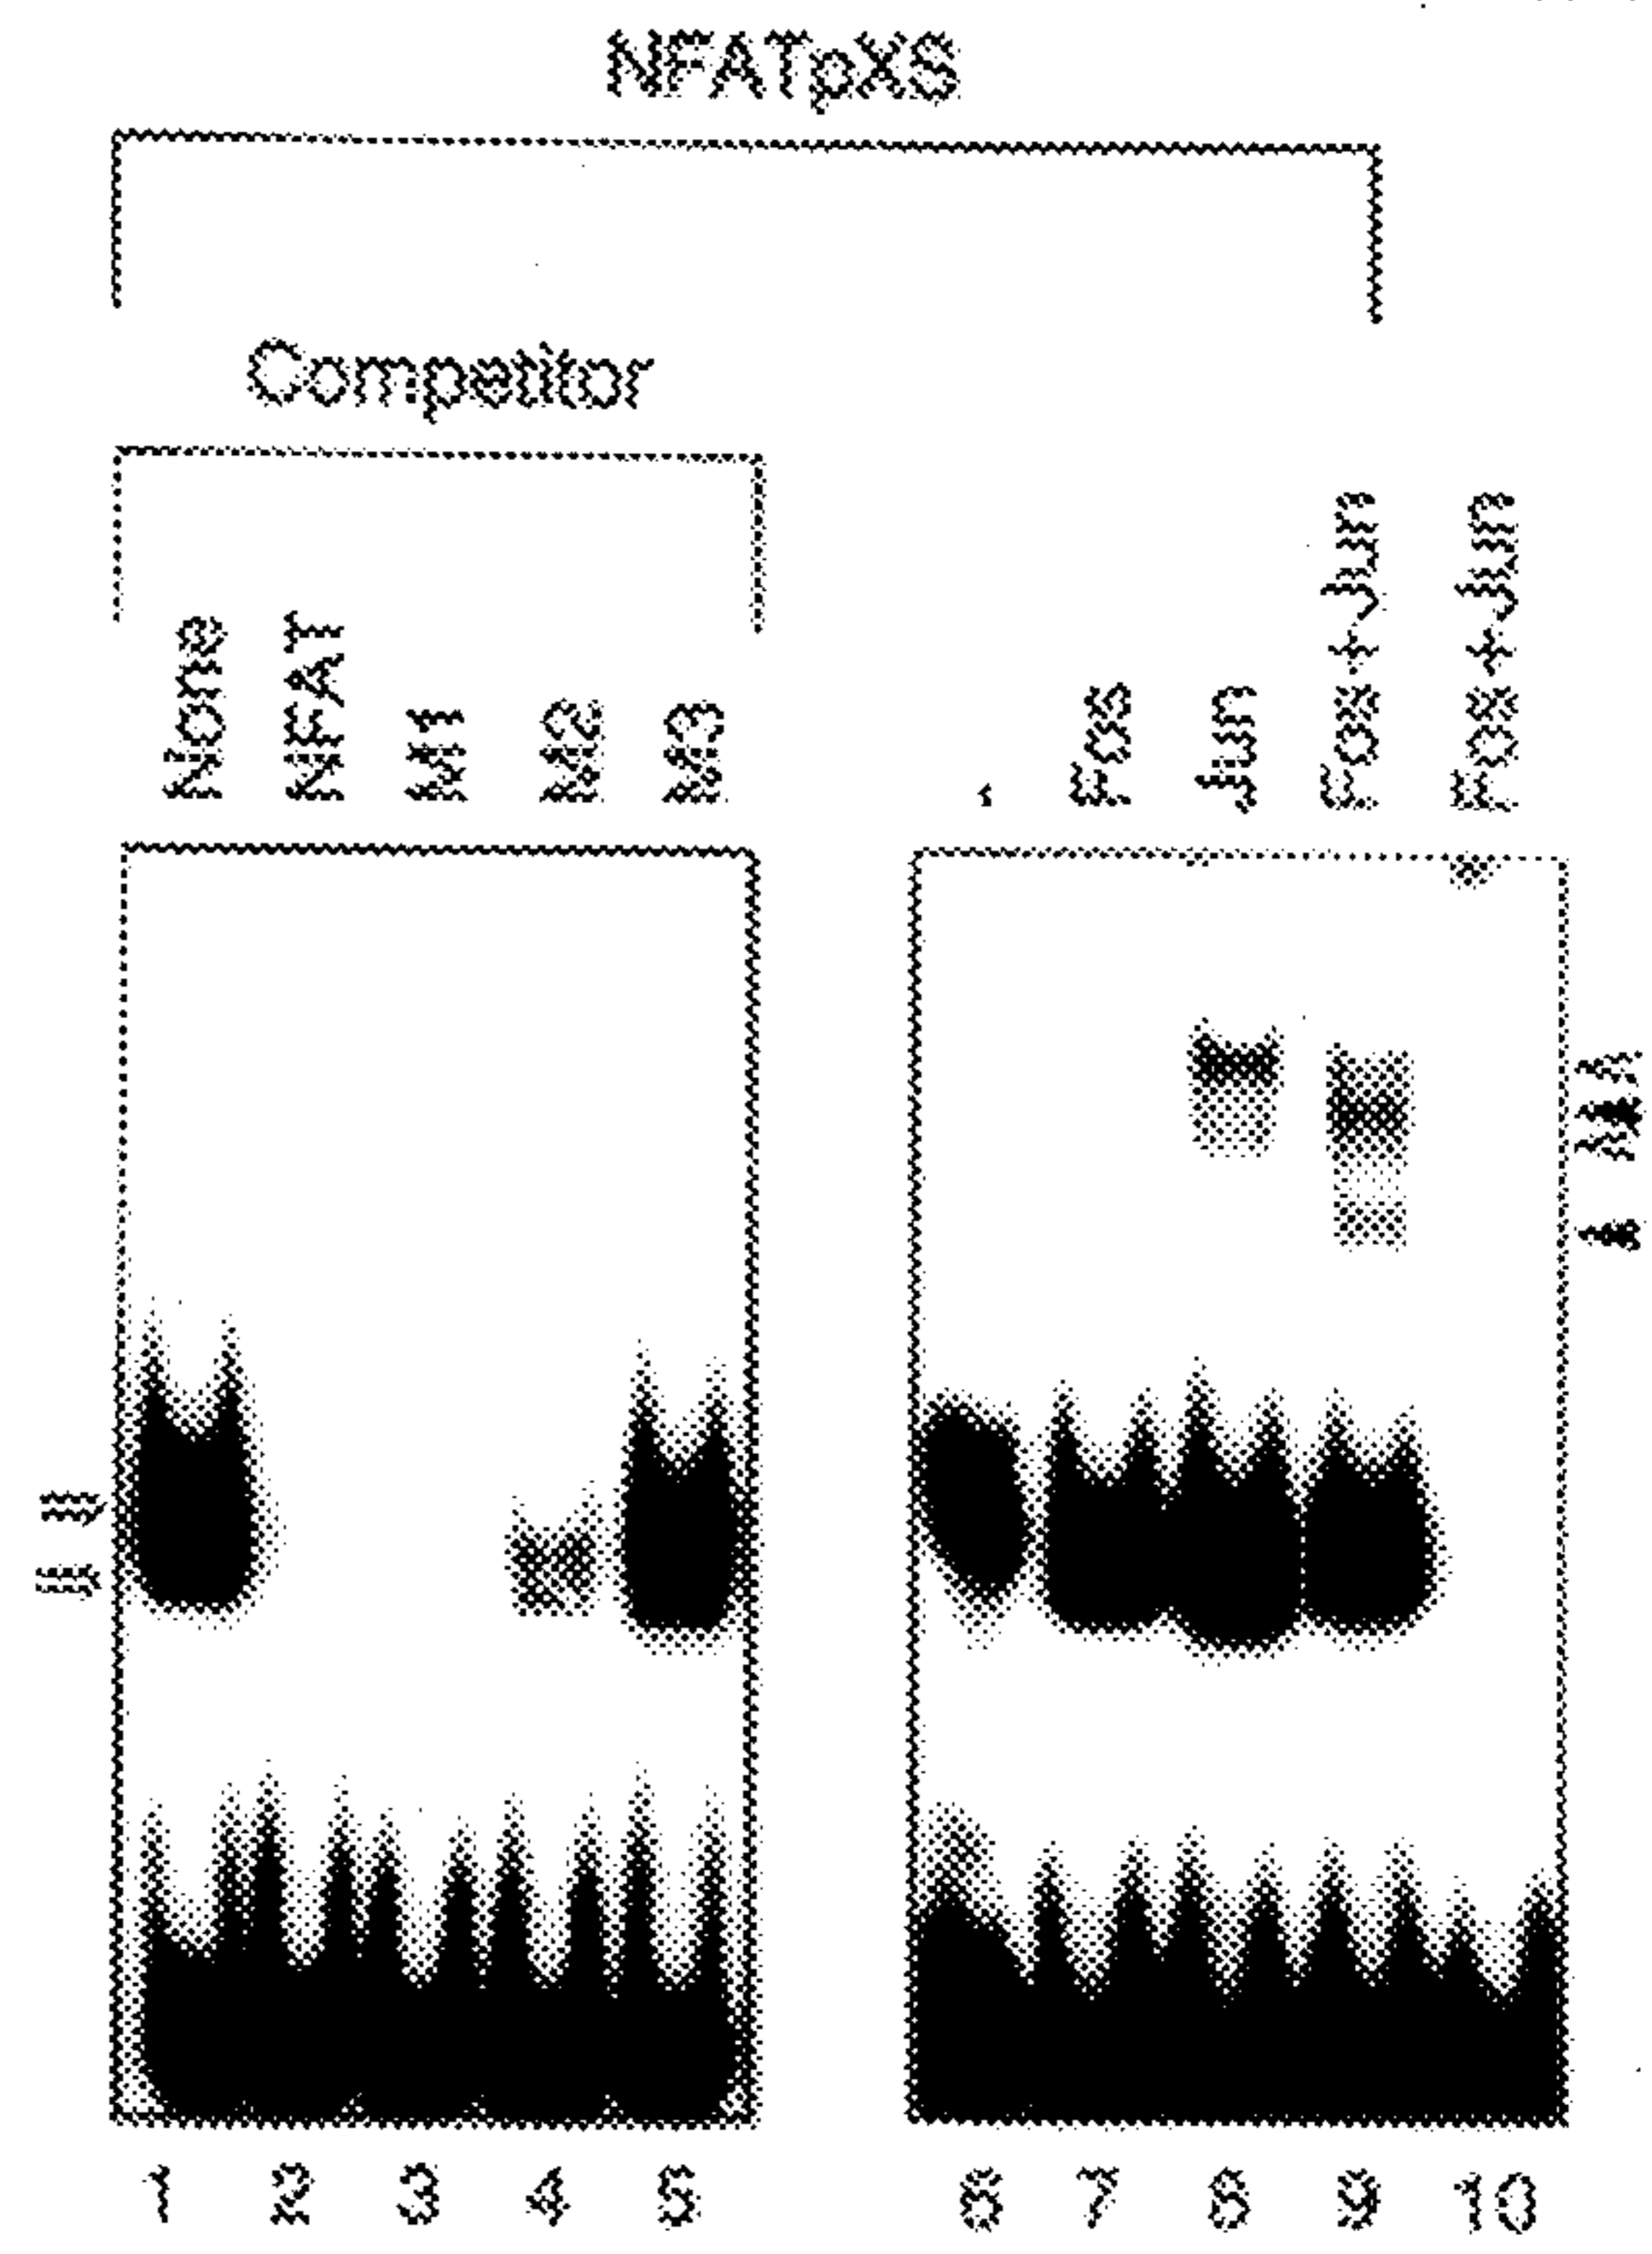 NFATpXS
Competitor
None
NFAT
M1
M2
M3
-
Fos
Jun
Fos + Jun
Fos + Jun
1 2 3 4 5 6 7 8 9 10